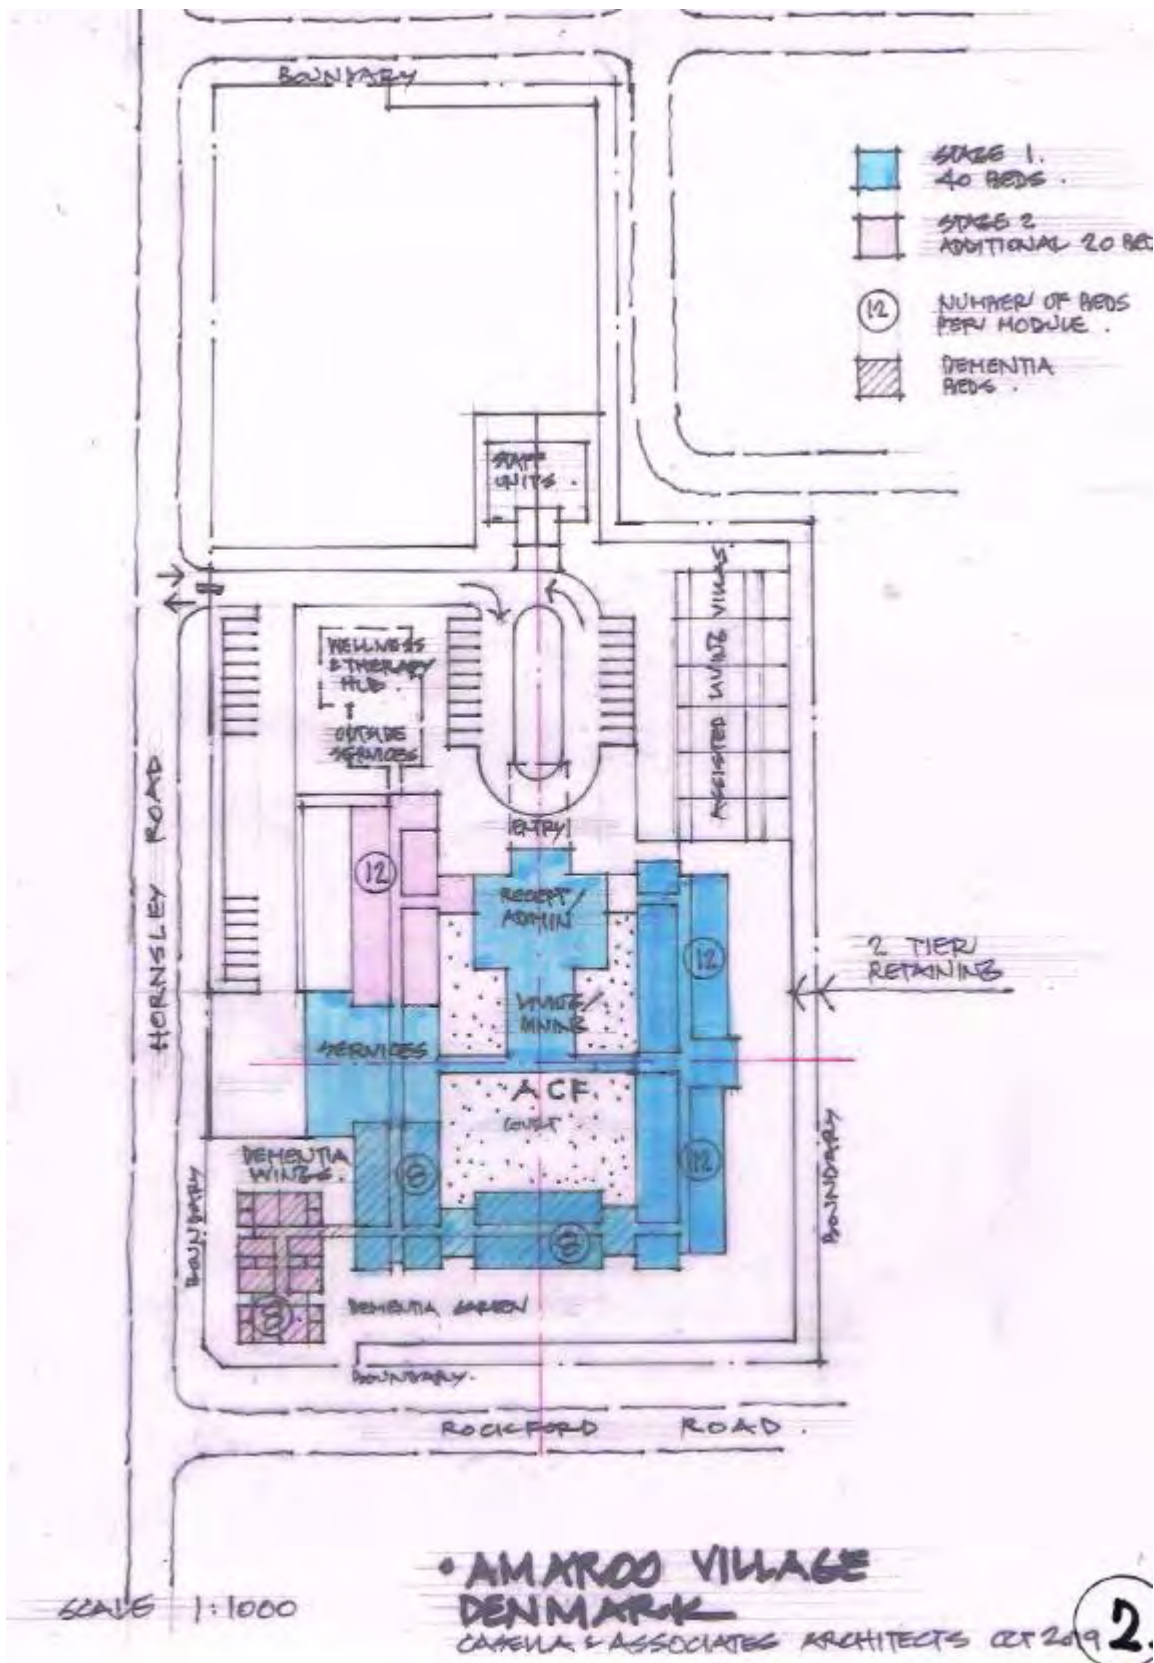 BOUNDARY
STAGE 1.
40 BEDS.
STAGE 2
ADDITIONAL 20 BED
12
NUMBER OF BEDS
PER MODULE.
DEMENTIA
BEDS.
STAFF
UNITS.
WELLNESS
& THERAPY
HUB.
OUTSIDE
SERVICES
ASSISTED LIVING VILLAS.
HORNSLEY ROAD
ENTRY
12
RECEPT/
ADMIN
12
2 TIER
RETAINING
LIVING/
DINING
SERVICES
ACF.
COURT
DEMENTIA
WINGS.
8
12
BOUNDARY
BOUNDARY
8
8
DEMENTIA GARDEN
BOUNDARY.
ROCKFORD ROAD.
• AMAROO VILLAGE
DENMARK
SCALE 1:1000
CASELLA & ASSOCIATES ARCHITECTS OCT 2019
2.